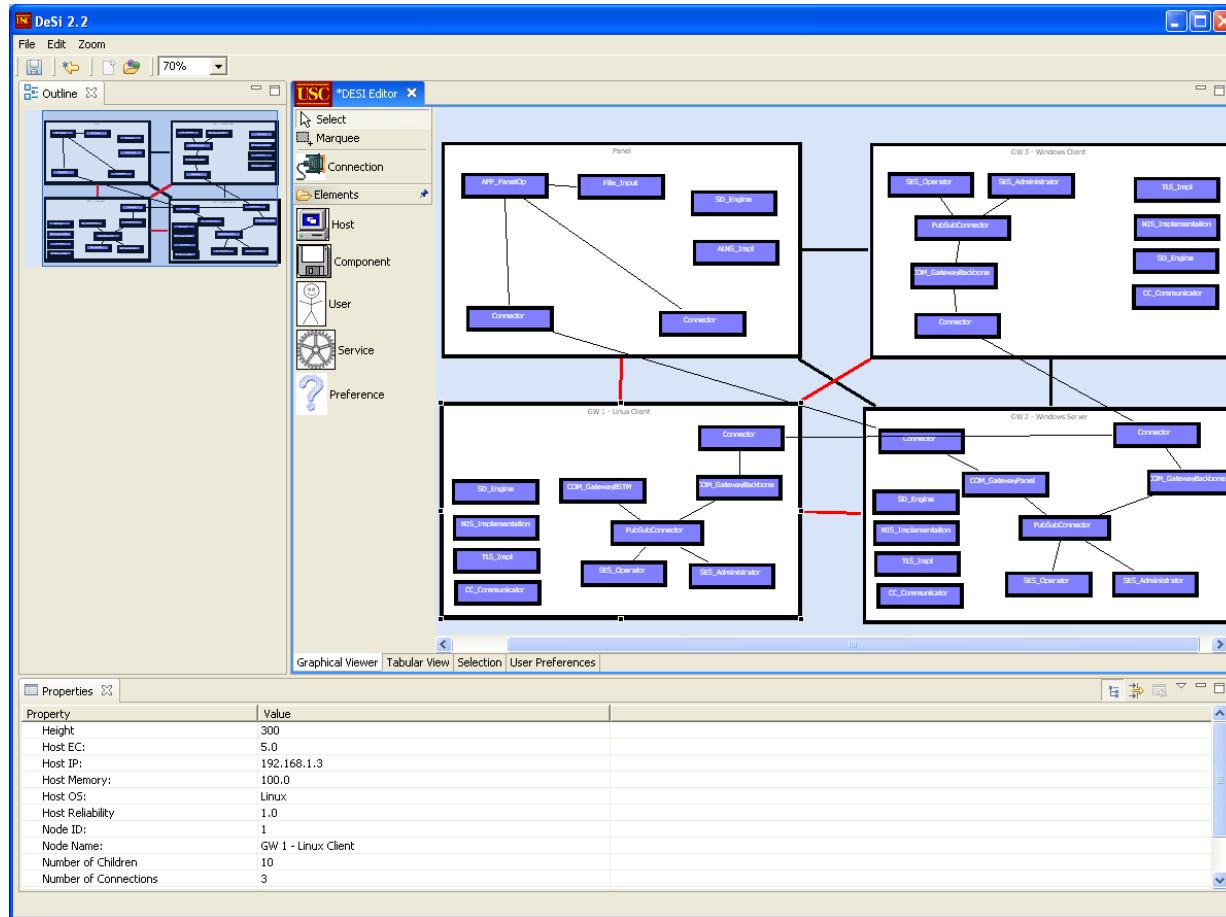 USC DeSi 2.2
File Edit Zoom
70%
Outline
USC *DESI Editor
Select
Marquee
Connection
Elements
Host
Component
User
Service
Preference
Panel
APP_PanelOp
File_Input
SD_Engine
ALNS_Impl
Connector
Connector
GW 3 - Windows Client
SES_Operator
SES_Administrator
TLS_Impl
PubSubConnector
NIS_Implementation
SD_Engine
COM_GatewayBackbone
CC_Communicator
Connector
GW 1 - Linux Client
Connector
SD_Engine
COM_GatewayBSTM
COM_GatewayBackbone
NIS_Implementation
PubSubConnector
TLS_Impl
SES_Operator
SES_Administrator
CC_Communicator
GW 2 - Windows Server
Connector
Connector
COM_GatewayPanel
COM_GatewayBackbone
SD_Engine
NIS_Implementation
PubSubConnector
TLS_Impl
SES_Operator
SES_Administrator
CC_Communicator
Graphical Viewer Tabular View Selection User Preferences
Properties
Property Value
Height 300
Host EC: 5.0
Host IP: 192.168.1.3
Host Memory: 100.0
Host OS: Linux
Host Reliability 1.0
Node ID: 1
Node Name: GW 1 - Linux Client
Number of Children 10
Number of Connections 3